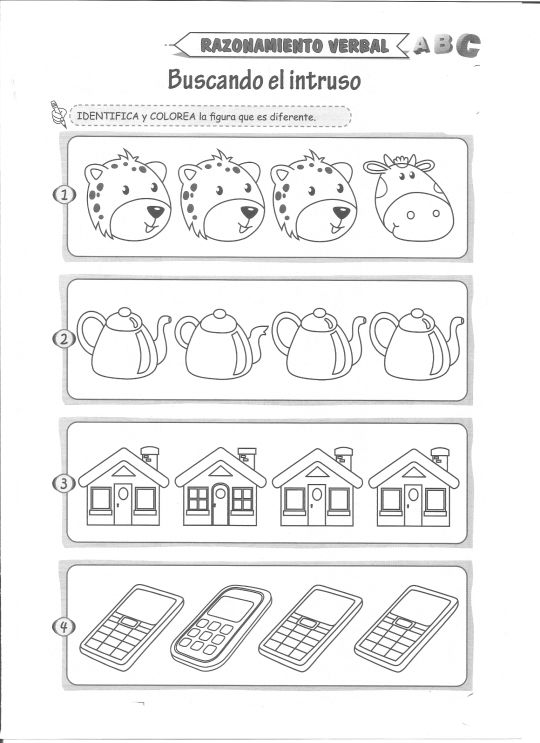 RAZONAMIENTO VERBAL ABC
Buscando el intruso
IDENTIFICA y COLOREA la figura que es diferente.
1
2
3
4